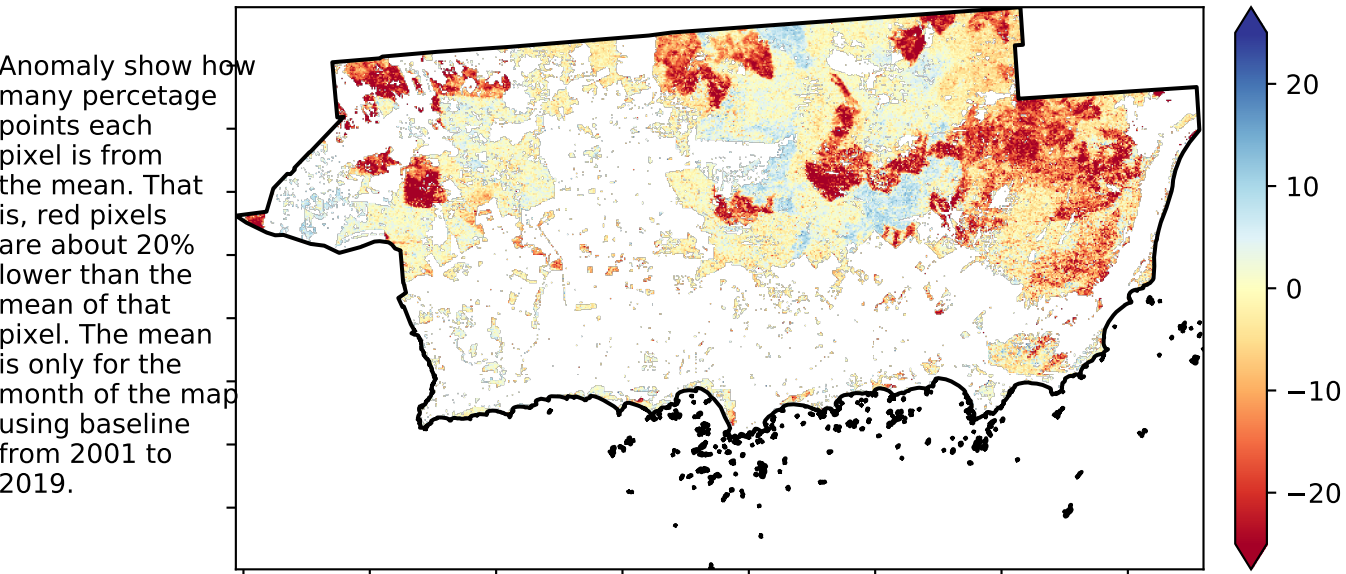 Anomaly show how
many percetage
points each
pixel is from
the mean. That
is, red pixels
are about 20%
lower than the
mean of that
pixel. The mean
is only for the
month of the map
using baseline
from 2001 to
2019.
20
10
0
−10
−20